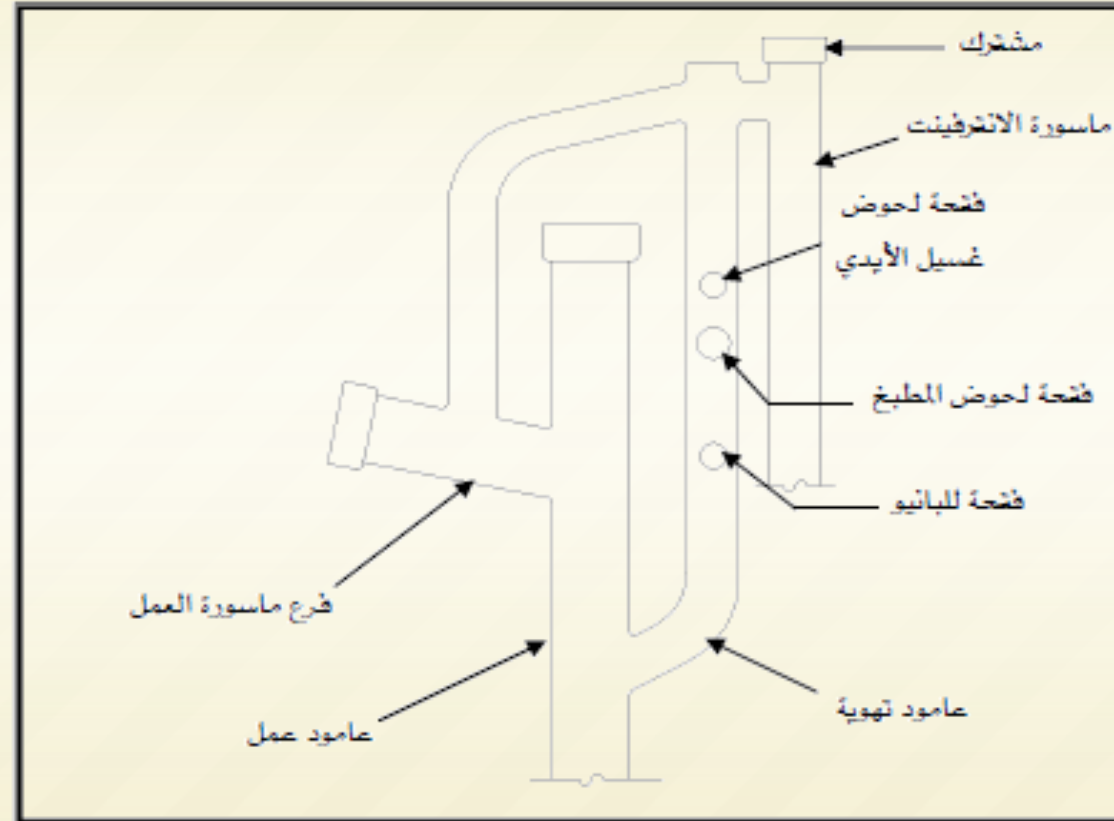 مشترك
ماسورة الانترفينت
فتحة لحوض
غسيل الأيدي
فتحة لحوض المطبخ
فتحة للبانيو
فرع ماسورة العمل
عامود تهوية
عامود عمل